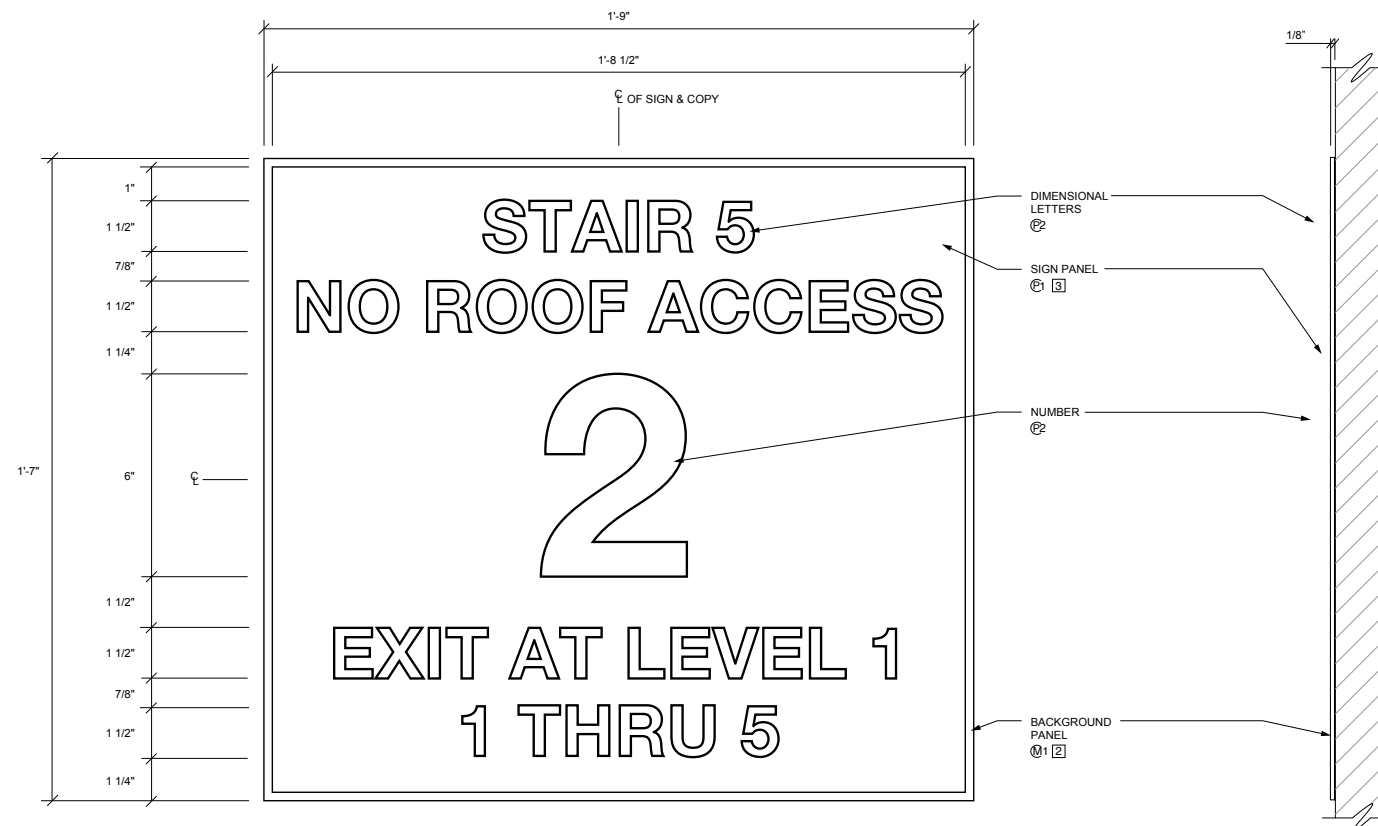 1'-9"
1/8"
1'-8 1/2"
℄ OF SIGN & COPY
1"
1 1/2"
7/8"
1 1/2"
1 1/4"
1'-7"
6"
℄
1 1/2"
1 1/2"
7/8"
1 1/2"
1 1/4"
STAIR 5
NO ROOF ACCESS
2
EXIT AT LEVEL 1
1 THRU 5
DIMENSIONAL
LETTERS
P2
SIGN PANEL
P1 3
NUMBER
P2
BACKGROUND
PANEL
M1 2